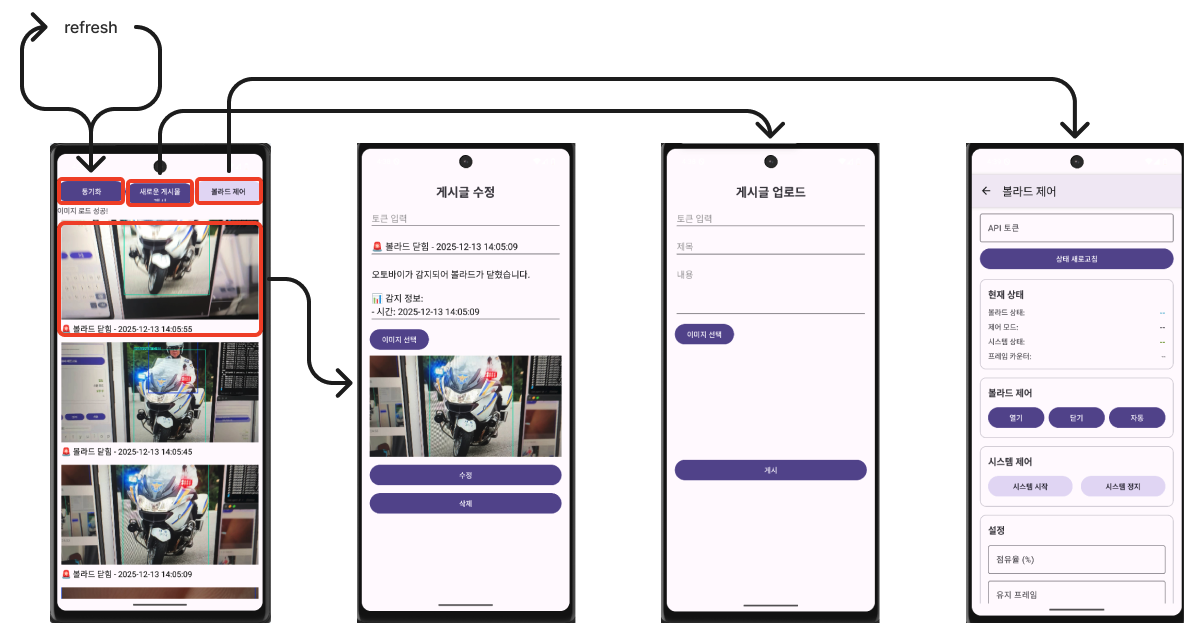 refresh
동기화
새로운 게시물
볼라드 제어
이미지 로드 성공!
🚨 볼라드 닫힘 - 2025-12-13 14:05:55
🚨 볼라드 닫힘 - 2025-12-13 14:05:45
🚨 볼라드 닫힘 - 2025-12-13 14:05:09
게시글 수정
토큰 입력
🚨 볼라드 닫힘 - 2025-12-13 14:05:09
오토바이가 감지되어 볼라드가 닫혔습니다.
📊 감지 정보:
- 시간: 2025-12-13 14:05:09
이미지 선택
수정
삭제
게시글 업로드
토큰 입력
제목
내용
이미지 선택
게시
볼라드 제어
API 토큰
상태 새로고침
현재 상태
볼라드 상태: --
제어 모드: --
시스템 상태: --
프레임 카운터: --
볼라드 제어
열기 닫기 자동
시스템 제어
시스템 시작 시스템 정지
설정
점유율 (%)
유지 프레임